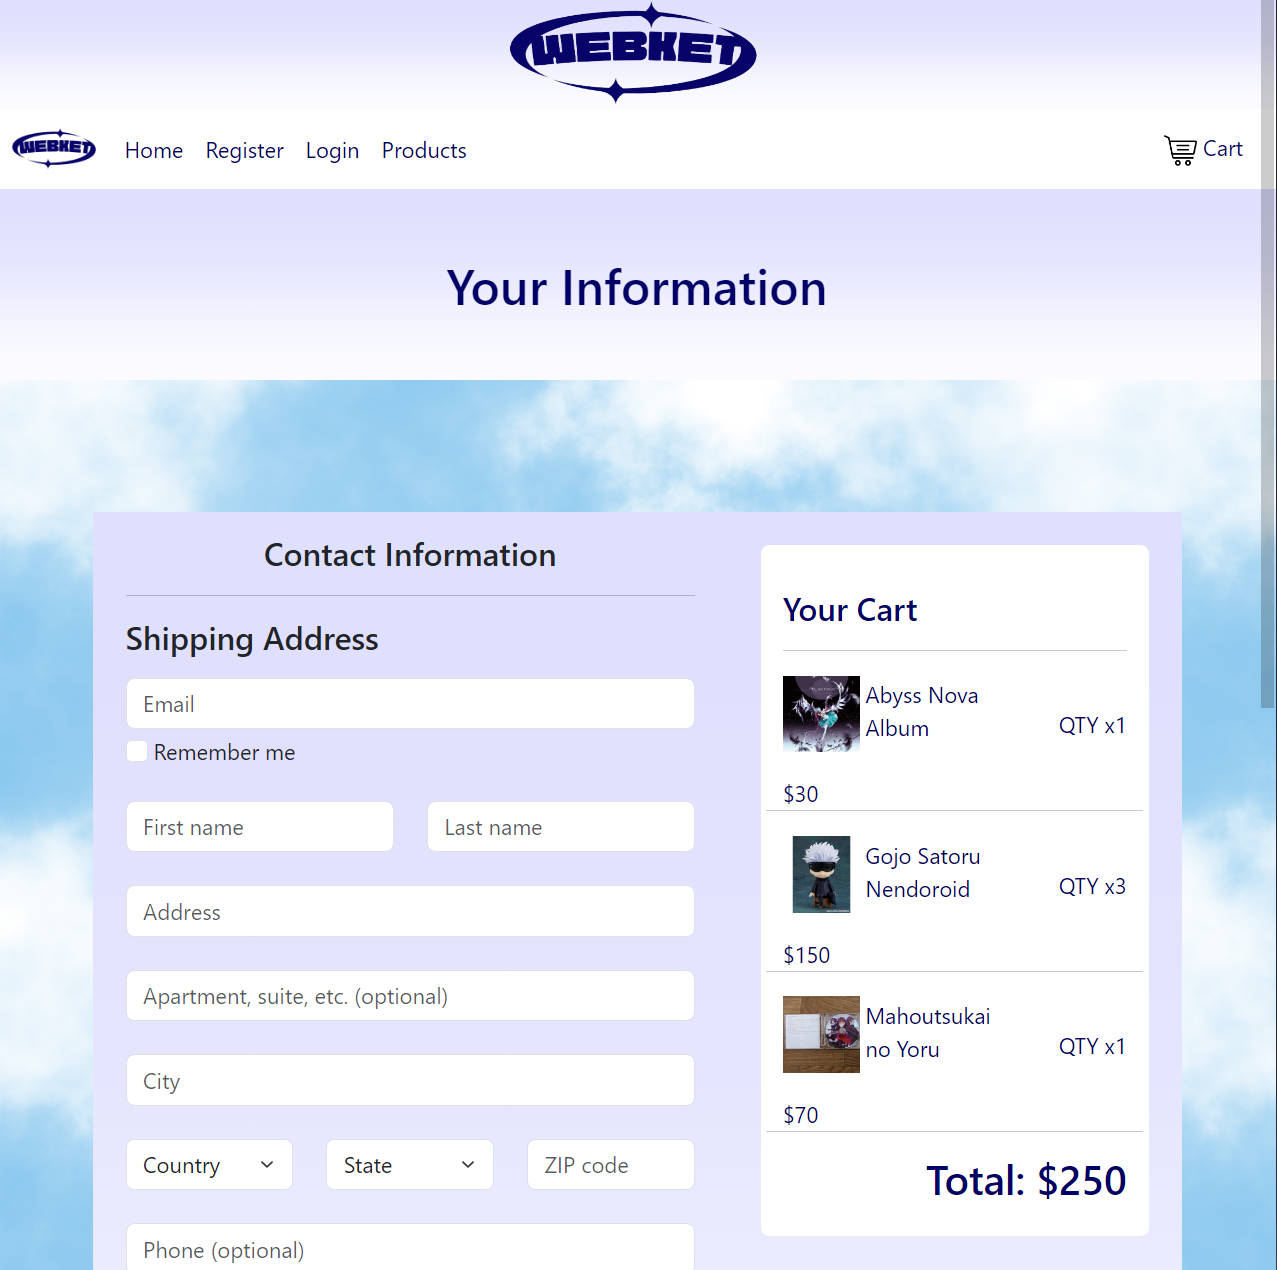 WEBKET
WEBKET
Home
Register
Login
Products
Cart
Your Information
Contact Information
Shipping Address
Email
Remember me
First name
Last name
Address
Apartment, suite, etc. (optional)
City
Country
State
ZIP code
Phone (optional)
Your Cart
Abyss Nova
Album
QTY x1
$30
Gojo Satoru
Nendoroid
QTY x3
$150
Mahoutsukai
no Yoru
QTY x1
$70
Total: $250